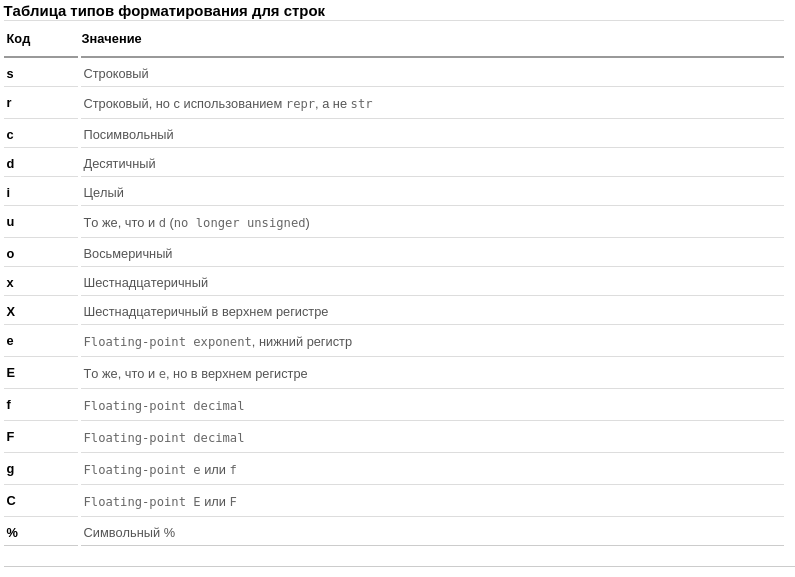 Таблица типов форматирования для строк
Код Значение
s Строковый
r Строковый, но с использованием repr, а не str
c Посимвольный
d Десятичный
i Целый
u То же, что и d (no longer unsigned)
o Восьмеричный
x Шестнадцатеричный
X Шестнадцатеричный в верхнем регистре
e Floating-point exponent, нижний регистр
E То же, что и e, но в верхнем регистре
f Floating-point decimal
F Floating-point decimal
g Floating-point e или f
C Floating-point E или F
% Символьный %